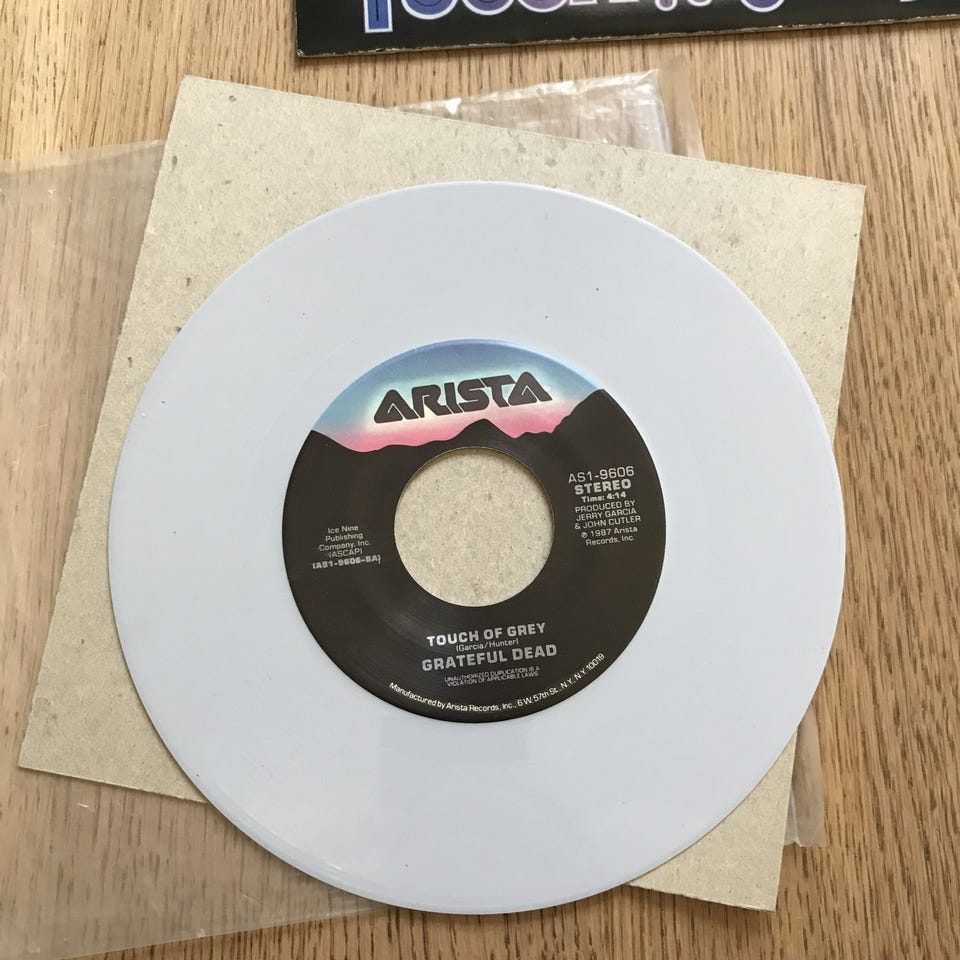 ARISTA
AS1-9606
STEREO
Time: 4:14
PRODUCED BY
JERRY GARCIA
& JOHN CUTLER
℗ 1987 Arista
Records, Inc.
Ice Nine
Publishing
Company, Inc.
(ASCAP)
(AS1-9606-SA)
TOUCH OF GREY
(Garcia/Hunter)
GRATEFUL DEAD
UNAUTHORIZED DUPLICATION IS A
VIOLATION OF APPLICABLE LAWS
Manufactured by Arista Records, Inc., 6 W. 57th St., N.Y., N.Y. 10019